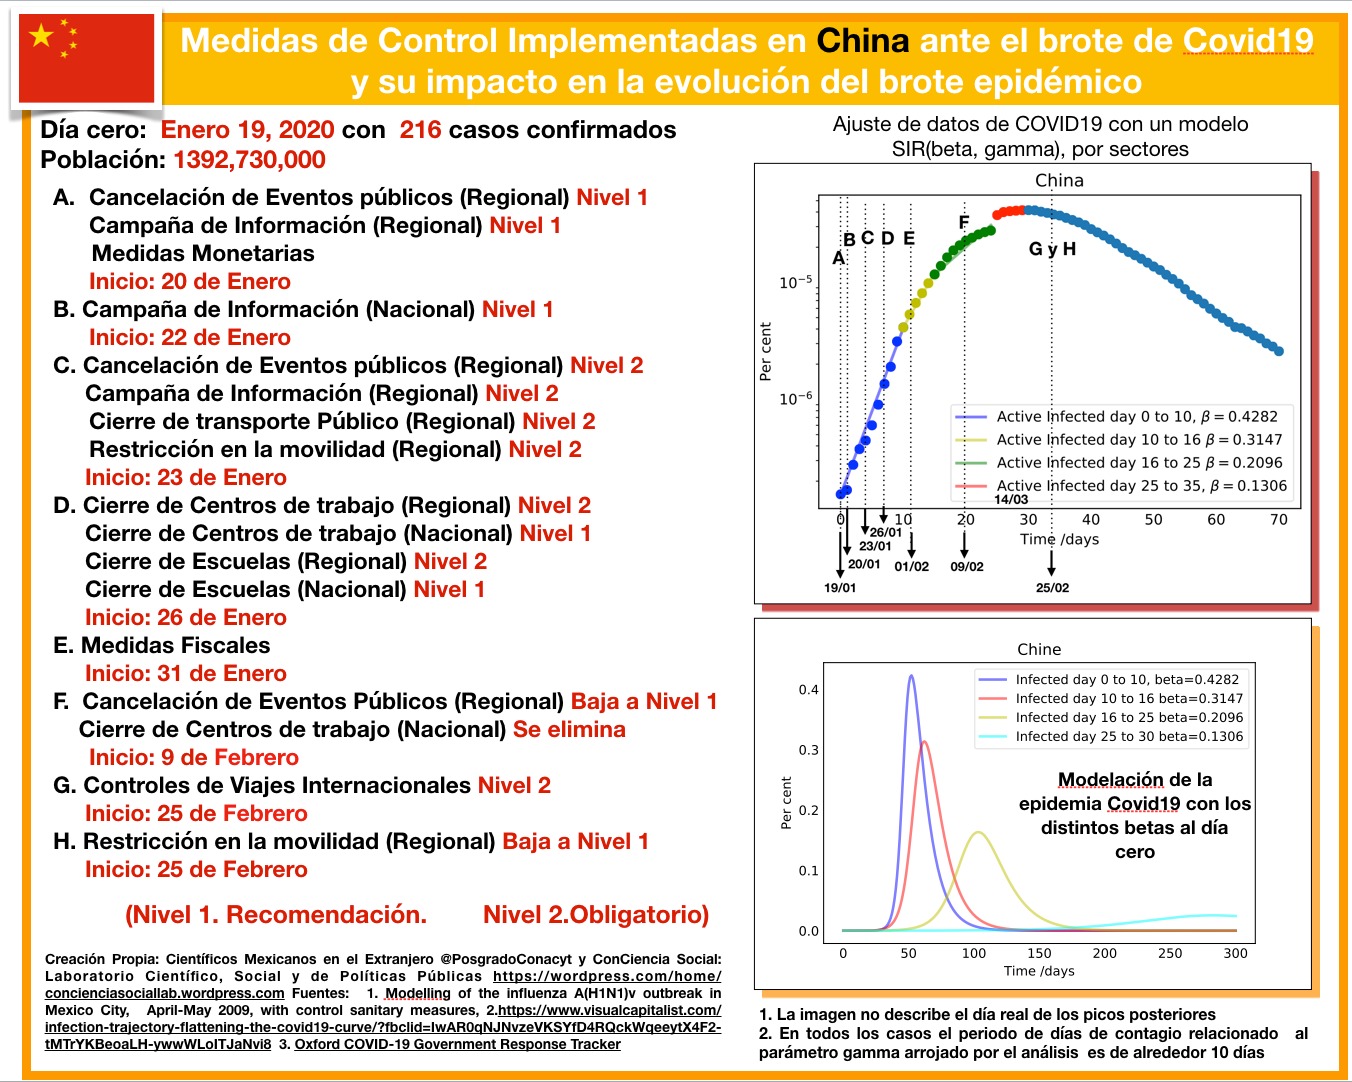 Medidas de Control Implementadas en China ante el brote de Covid19
y su impacto en la evolución del brote epidémico
Día cero: Enero 19, 2020 con 216 casos confirmados
Población: 1392,730,000
A. Cancelación de Eventos públicos (Regional) Nivel 1
Campaña de Información (Regional) Nivel 1
Medidas Monetarias
Inicio: 20 de Enero
B. Campaña de Información (Nacional) Nivel 1
Inicio: 22 de Enero
C. Cancelación de Eventos públicos (Regional) Nivel 2
Campaña de Información (Regional) Nivel 2
Cierre de transporte Público (Regional) Nivel 2
Restricción en la movilidad (Regional) Nivel 2
Inicio: 23 de Enero
D. Cierre de Centros de trabajo (Regional) Nivel 2
Cierre de Centros de trabajo (Nacional) Nivel 1
Cierre de Escuelas (Regional) Nivel 2
Cierre de Escuelas (Nacional) Nivel 1
Inicio: 26 de Enero
E. Medidas Fiscales
Inicio: 31 de Enero
F. Cancelación de Eventos Públicos (Regional) Baja a Nivel 1
Cierre de Centros de trabajo (Nacional) Se elimina
Inicio: 9 de Febrero
G. Controles de Viajes Internacionales Nivel 2
Inicio: 25 de Febrero
H. Restricción en la movilidad (Regional) Baja a Nivel 1
Inicio: 25 de Febrero
(Nivel 1. Recomendación. Nivel 2.Obligatorio)
Creación Propia: Científicos Mexicanos en el Extranjero @PosgradoConacyt y ConCiencia Social:
Laboratorio Científico, Social y de Políticas Públicas https://wordpress.com/home/
concienciasociallab.wordpress.com Fuentes: 1. Modelling of the influenza A(H1N1)v outbreak in
Mexico City, April-May 2009, with control sanitary measures, 2.https://www.visualcapitalist.com/
infection-trajectory-flattening-the-covid19-curve/?fbclid=IwAR0qNJNvzeVKSYfD4RQckWqeeytX4F2-
tMTrYKBeoaLH-ywwWLoITJaNvi8 3. Oxford COVID-19 Government Response Tracker
Ajuste de datos de COVID19 con un modelo
SIR(beta, gamma), por sectores
China
A B C D E F
G y H
Per cent
10⁻⁵
10⁻⁶
Active Infected day 0 to 10, β = 0.4282
Active Infected day 10 to 16 β = 0.3147
Active Infected day 16 to 25 β = 0.2096
Active Infected day 25 to 35, β = 0.1306
14/03
0 10 20 30 40 50 60 70
Time /days
26/01
23/01
20/01 01/02 09/02
19/01 25/02
Chine
Infected day 0 to 10, beta=0.4282
Infected day 10 to 16 beta=0.3147
Infected day 16 to 25 beta=0.2096
Infected day 25 to 30 beta=0.1306
Modelación de la
epidemia Covid19 con los
distintos betas al día
cero
Per cent
0.4
0.3
0.2
0.1
0.0
0 50 100 150 200 250 300
Time /days
1. La imagen no describe el día real de los picos posteriores
2. En todos los casos el periodo de días de contagio relacionado al
parámetro gamma arrojado por el análisis es de alrededor 10 días